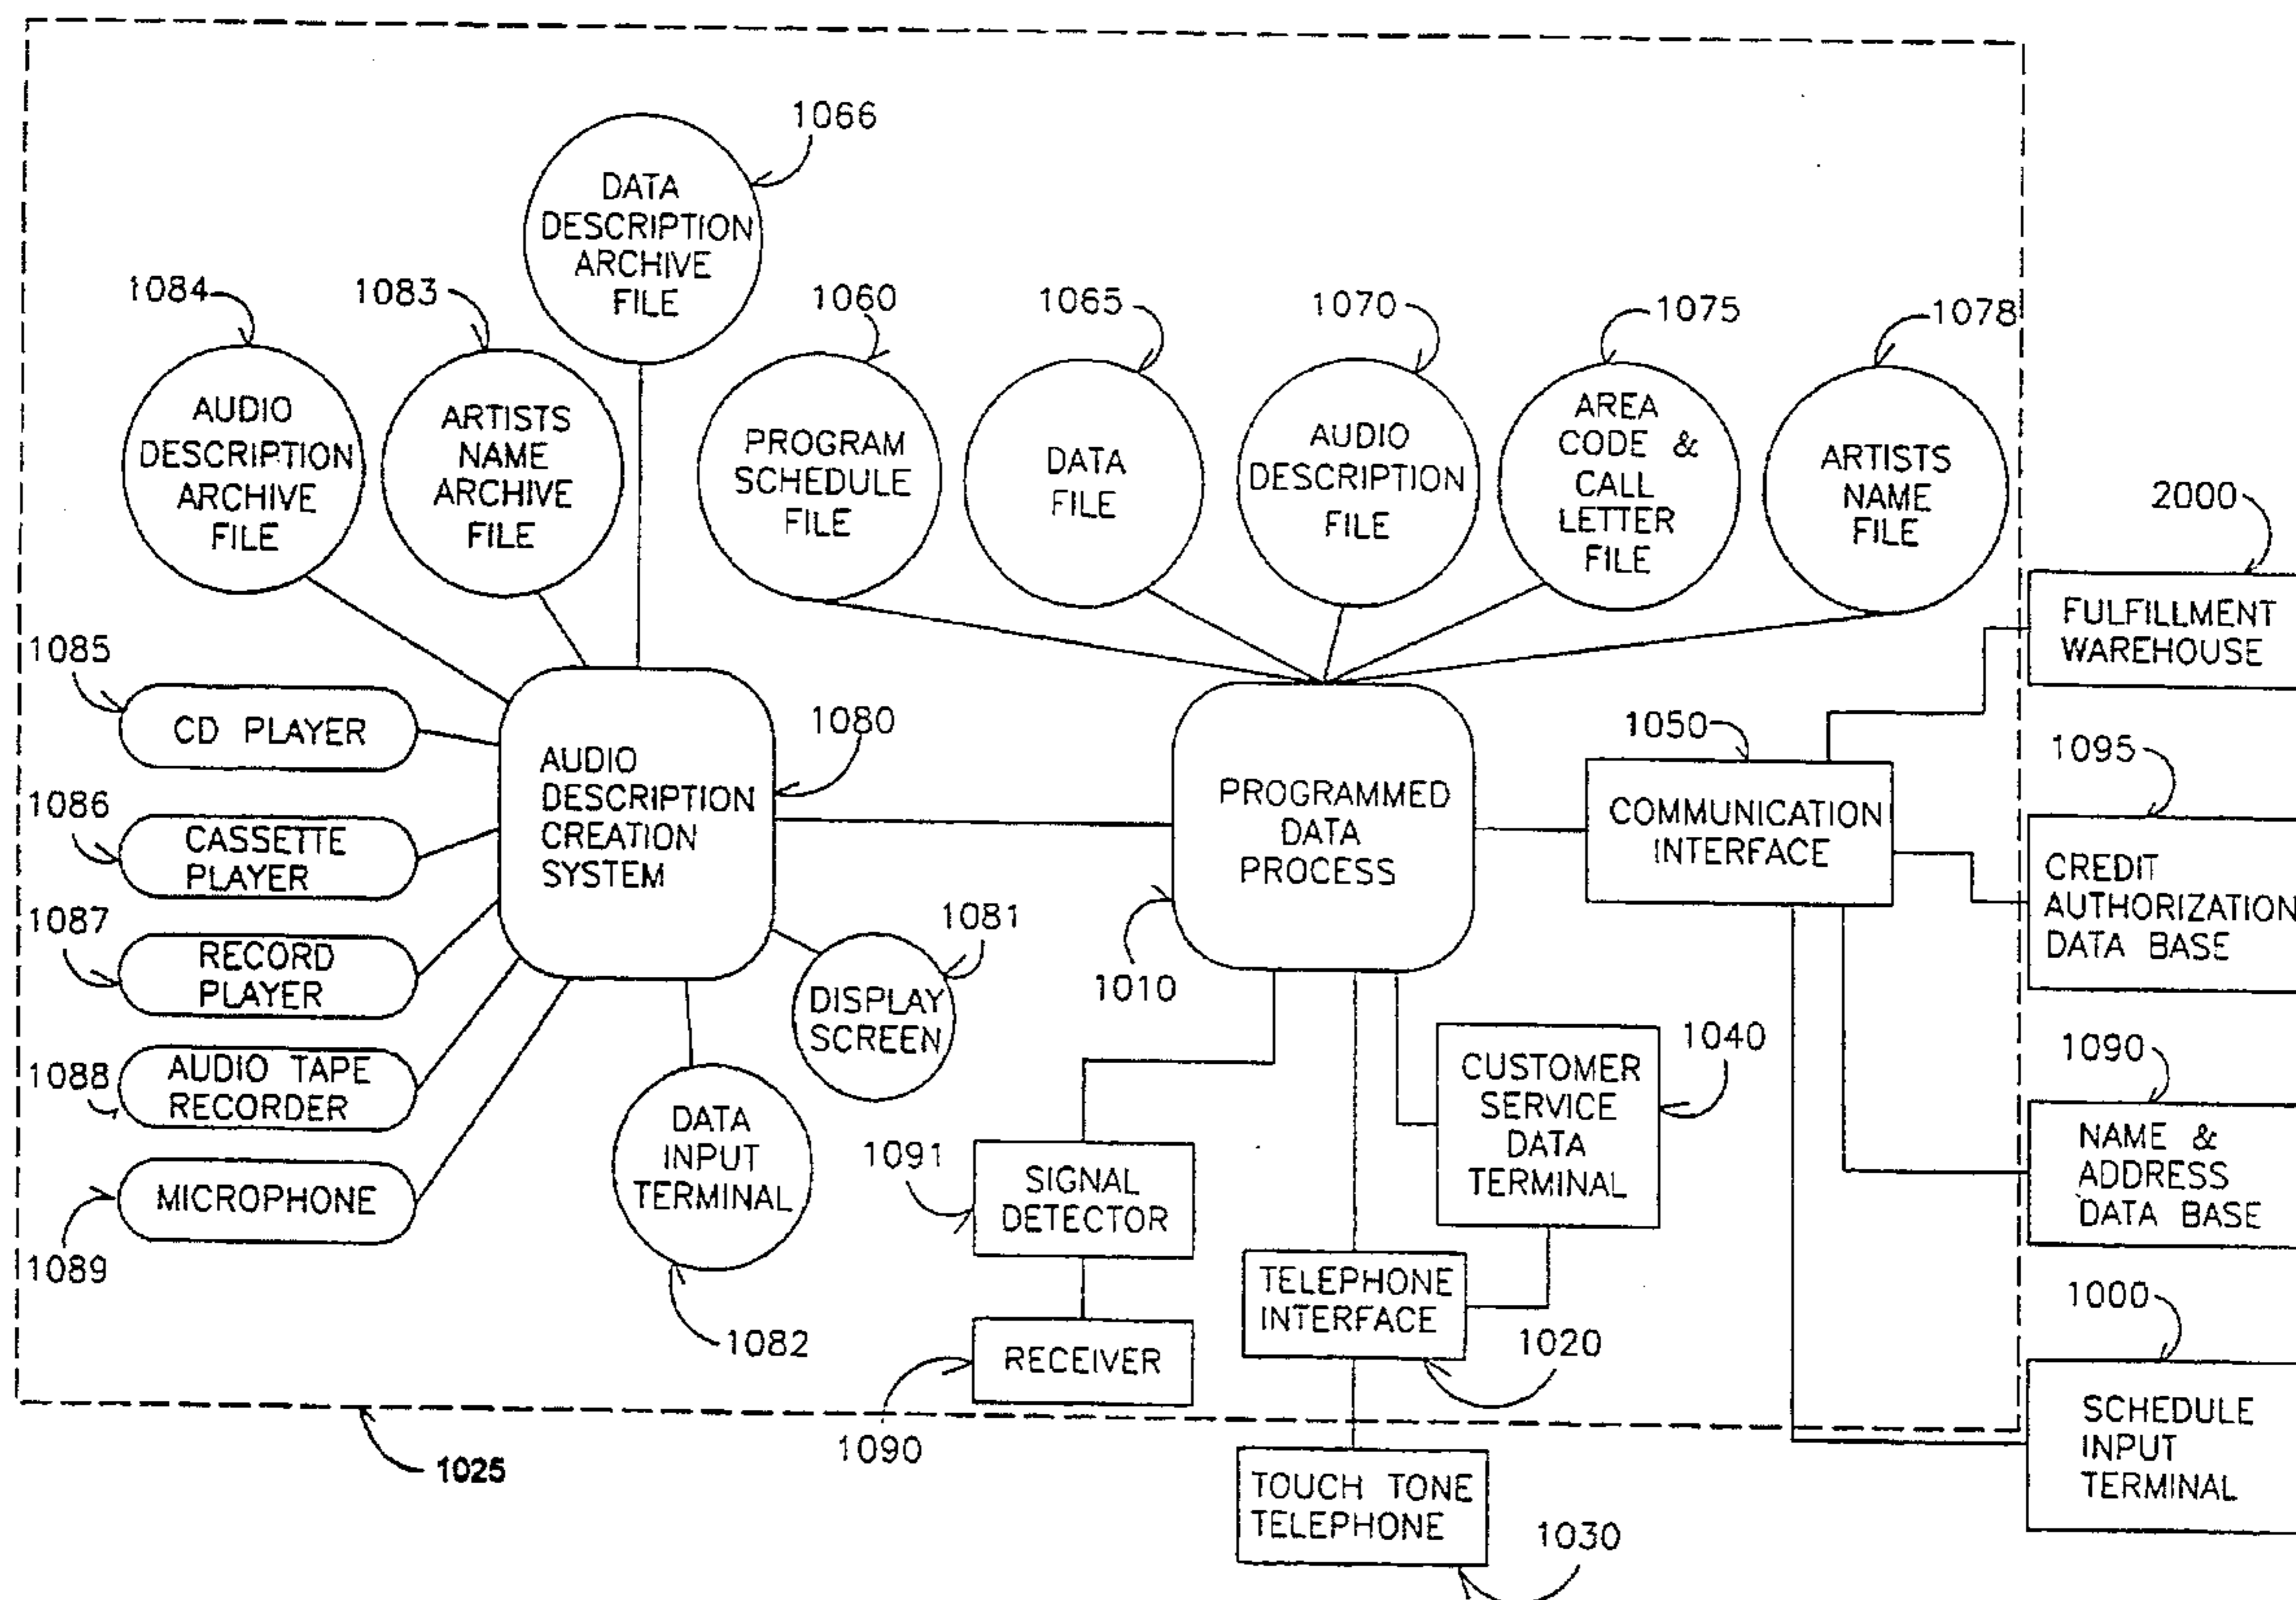 1066
DATA
DESCRIPTION
ARCHIVE
FILE
1084
AUDIO
DESCRIPTION
ARCHIVE
FILE
1083
ARTISTS
NAME
ARCHIVE
FILE
1060
PROGRAM
SCHEDULE
FILE
1065
DATA
FILE
1070
AUDIO
DESCRIPTION
FILE
1075
AREA
CODE &
CALL
LETTER
FILE
1078
ARTISTS
NAME
FILE
2000
FULFILLMENT
WAREHOUSE
1085
CD PLAYER
1086
CASSETTE
PLAYER
1087
RECORD
PLAYER
1088
AUDIO TAPE
RECORDER
MICROPHONE
1089
1080
AUDIO
DESCRIPTION
CREATION
SYSTEM
1081
DISPLAY
SCREEN
DATA
INPUT
TERMINAL
1082
PROGRAMMED
DATA
PROCESS
1010
1050
COMMUNICATION
INTERFACE
1095
CREDIT
AUTHORIZATION
DATA BASE
1040
CUSTOMER
SERVICE
DATA
TERMINAL
1091
SIGNAL
DETECTOR
RECEIVER
1090
TELEPHONE
INTERFACE
1020
1090
NAME &
ADDRESS
DATA BASE
1000
SCHEDULE
INPUT
TERMINAL
1025
TOUCH TONE
TELEPHONE
1030